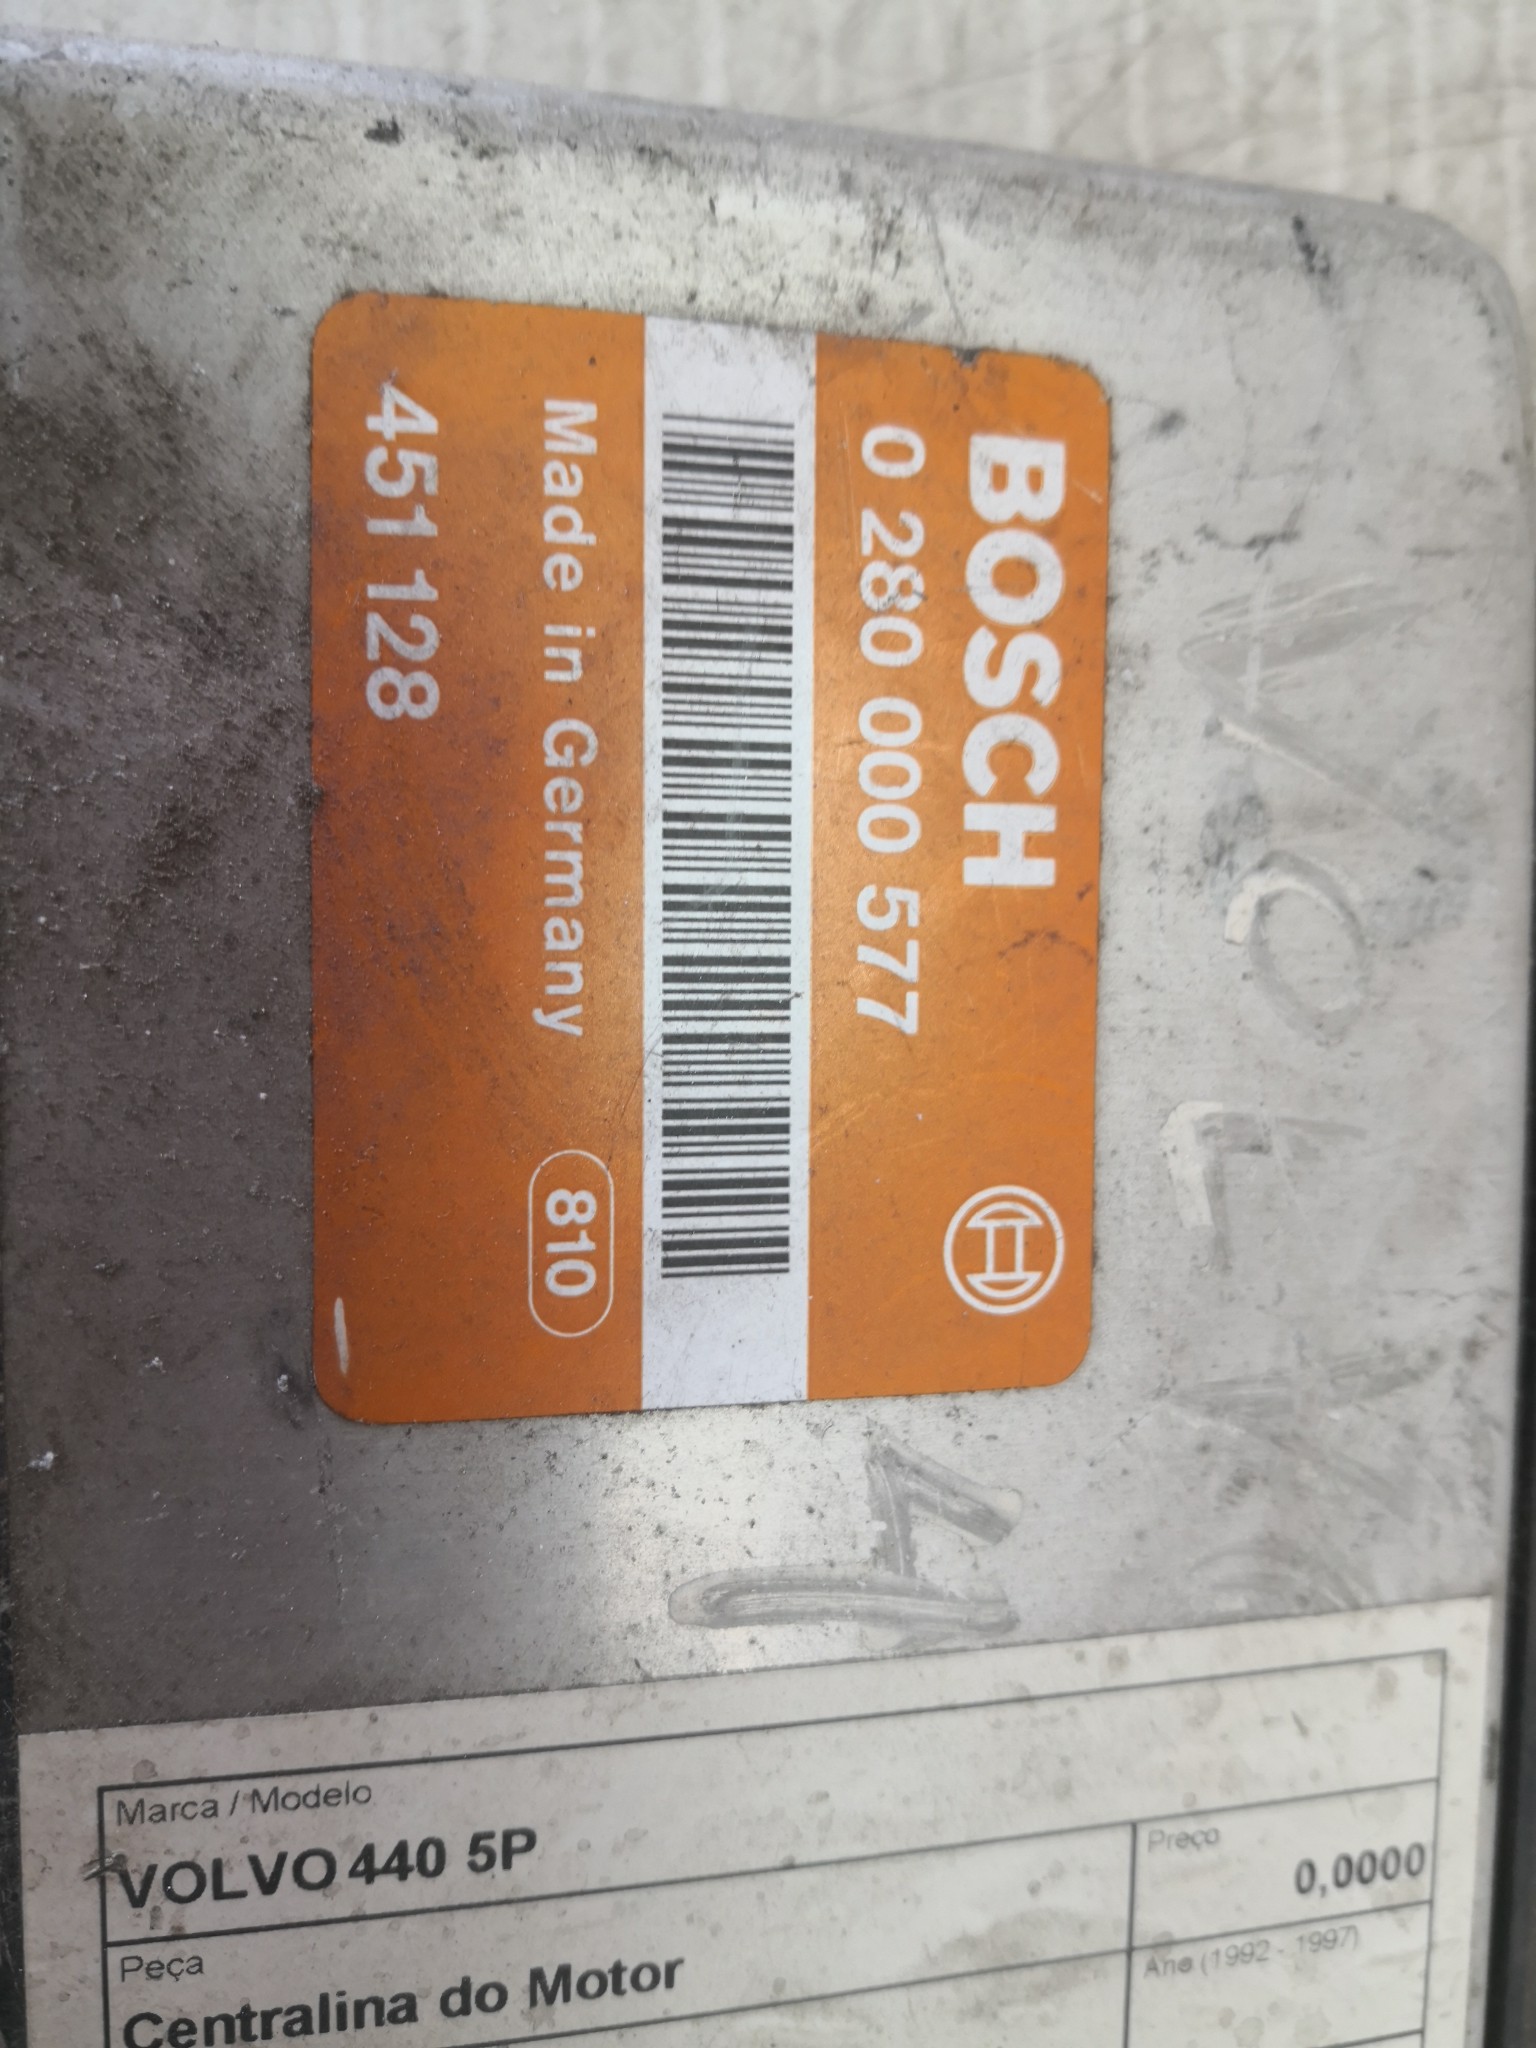 BOSCH
0 280 000 577
Made in Germany
810
451 128
VOLVO
Marca / Modelo
VOLVO 440 5P
Preço
0,0000
Peça
Centralina do Motor
Ano (1992 - 1997)